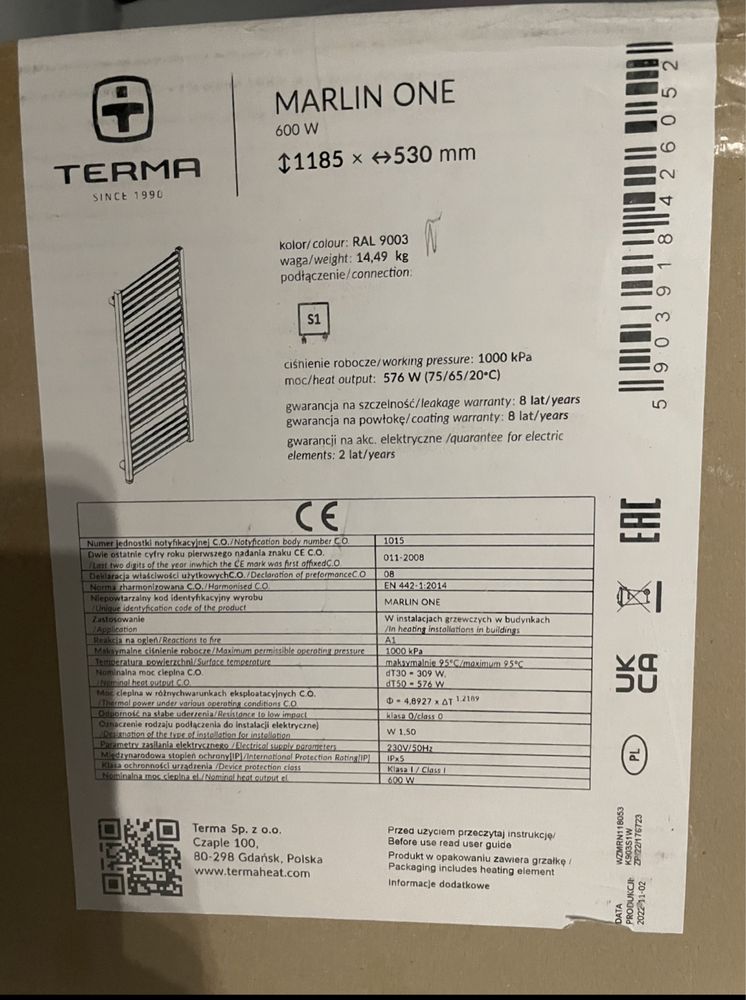 TERMA
SINCE 1990
MARLIN ONE
600 W
↕1185 × ↔530 mm
kolor/colour: RAL 9003
waga/weight: 14,49 kg
podłączenie/connection:
S1
ciśnienie robocze/working pressure: 1000 kPa
moc/heat output: 576 W (75/65/20°C)
gwarancja na szczelność/leakage warranty: 8 lat/years
gwarancja na powłokę/coating warranty: 8 lat/years
gwarancji na akc. elektryczne /quarantee for electric
elements: 2 lat/years
5903918426052
CE
Numer jednostki notyfikacyjnej C.O./Notyfication body number C.O. 1015
Dwie ostatnie cyfry roku pierwszego nadania znaku CE C.O.
/Last two digits of the year inwhich the CE mark was first affixedC.O 011-2008
Deklaracja właściwości użytkowychC.O. /Declaration of preformanceC.O 08
Norma zharmonizowana C.O./Harmonised C.O. EN 442-1:2014
Niepowtarzalny kod identyfikacyjny wyrobu
/Unique identyfication code of the product MARLIN ONE
Zastosowanie W instalacjach grzewczych w budynkach
/Application /In heating installations in buildings
Reakcja na ogień/Reactions to fire A1
Maksymalne ciśnienie robocze/Maximum permissible operating pressure 1000 kPa
Temperatura powierzchni/Surface temperature maksymalnie 95°C/maximum 95°C
Nominalna moc cieplna C.O. dT30 = 309 W,
/Nominal heat output C.O. dT50 = 576 W
Moc cieplna w różnychwarunkach eksploatacyjnych C.O.
/Thermal power under various operating conditions C.O. Φ = 4,8927 x ΔT 1.2189
Odporność na słabe uderzenia/Resistance to low impact klasa 0/class 0
Oznaczenie rodzaju podłączenia do instalacji elektrycznej
/Designation of the type of installation for installation W 1,50
Parametry zasilania elektrycznego /Electrical supply parameters 230V/50Hz
Międzynarodowa stopień ochrony[IP]/International Protection Rating[IP] IPx5
Klasa ochronności urządzenia /Device protection class Klasa I / Class I
Nominalna moc cieplna el./Nominal heat output el. 600 W
EAC
UK
CA
PL
Terma Sp. z o.o.
Czaple 100,
80-298 Gdańsk, Polska
www.termaheat.com
Przed użyciem przeczytaj instrukcję/
Before use read user guide
Produkt w opakowaniu zawiera grzałkę /
Packaging includes heating element
Informacje dodatkowe
WZMRN118053
K903S1W
ZP/22/176723
DATA
PRODUKCJI:
2022-11-02